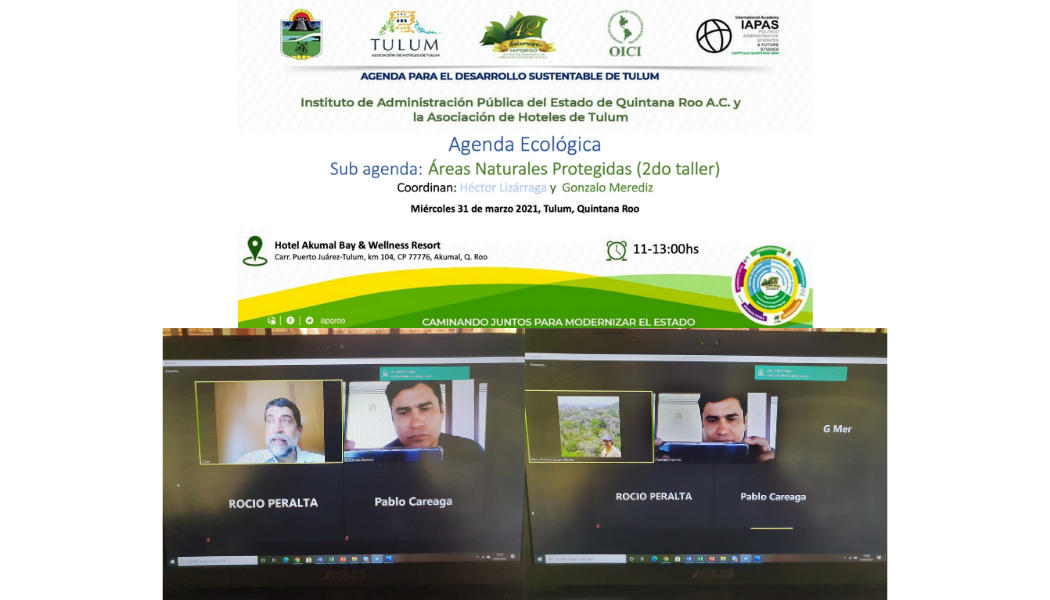 TULUM
ASOCIACIÓN DE HOTELES DE TULUM
42
Aniversario
IAPQROO
OICI
International Academy
IAPAS
POLITICO
ADMINISTRATIVE
SCIENCES
& FUTURE
STUDIES
CAPÍTULO QUINTANA ROO
AGENDA PARA EL DESARROLLO SUSTENTABLE DE TULUM
Instituto de Administración Pública del Estado de Quintana Roo A.C. y
la Asociación de Hoteles de Tulum
Agenda Ecológica
Sub agenda: Áreas Naturales Protegidas (2do taller)
Coordinan: Héctor Lizárraga y Gonzalo Merediz
Miércoles 31 de marzo 2021, Tulum, Quintana Roo
Hotel Akumal Bay & Wellness Resort
Carr. Puerto Juárez-Tulum, km 104, CP 77776, Akumal, Q. Roo
11-13:00hs
iapqroo
CAMINANDO JUNTOS PARA MODERNIZAR EL ESTADO
ROCIO PERALTA
Pablo Careaga
ASUS
G Mer
ROCIO PERALTA
Pablo Careaga
ASUS